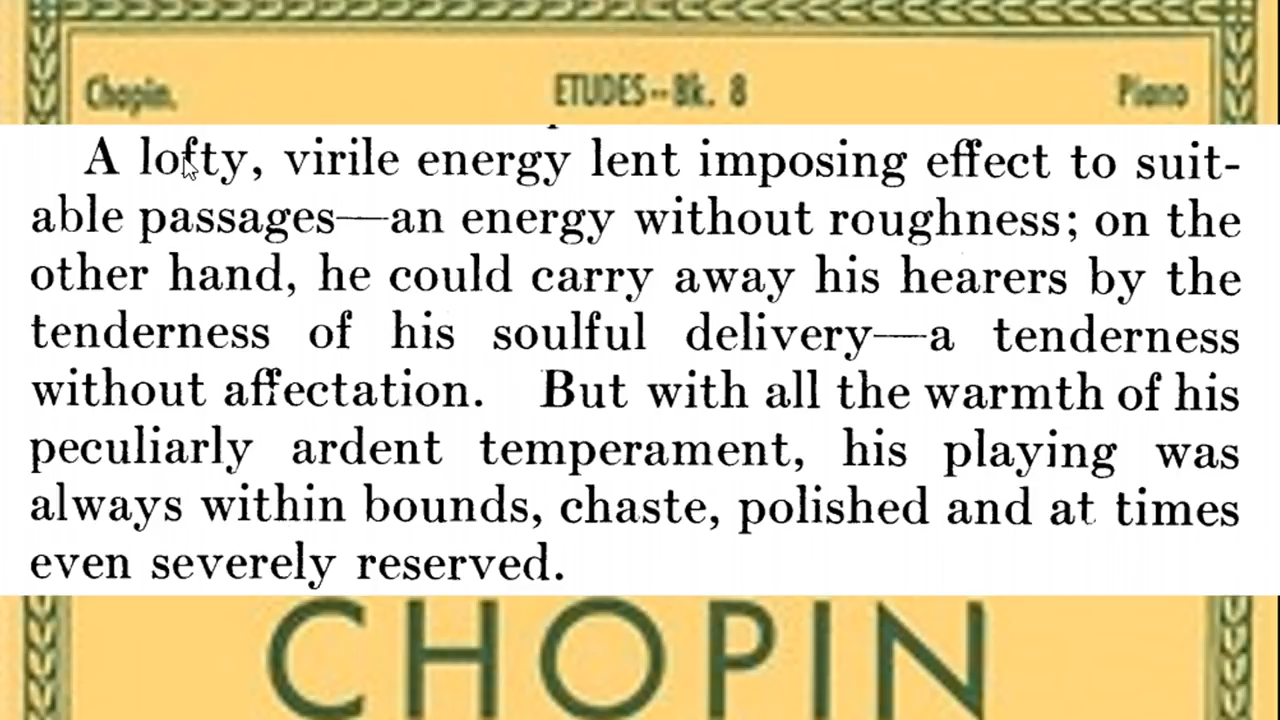 Chopin. ETUDES--Bk. 8 Piano
A lofty, virile energy lent imposing effect to suit-
able passages—an energy without roughness; on the
other hand, he could carry away his hearers by the
tenderness of his soulful delivery—a tenderness
without affectation. But with all the warmth of his
peculiarly ardent temperament, his playing was
always within bounds, chaste, polished and at times
even severely reserved.
CHOPIN